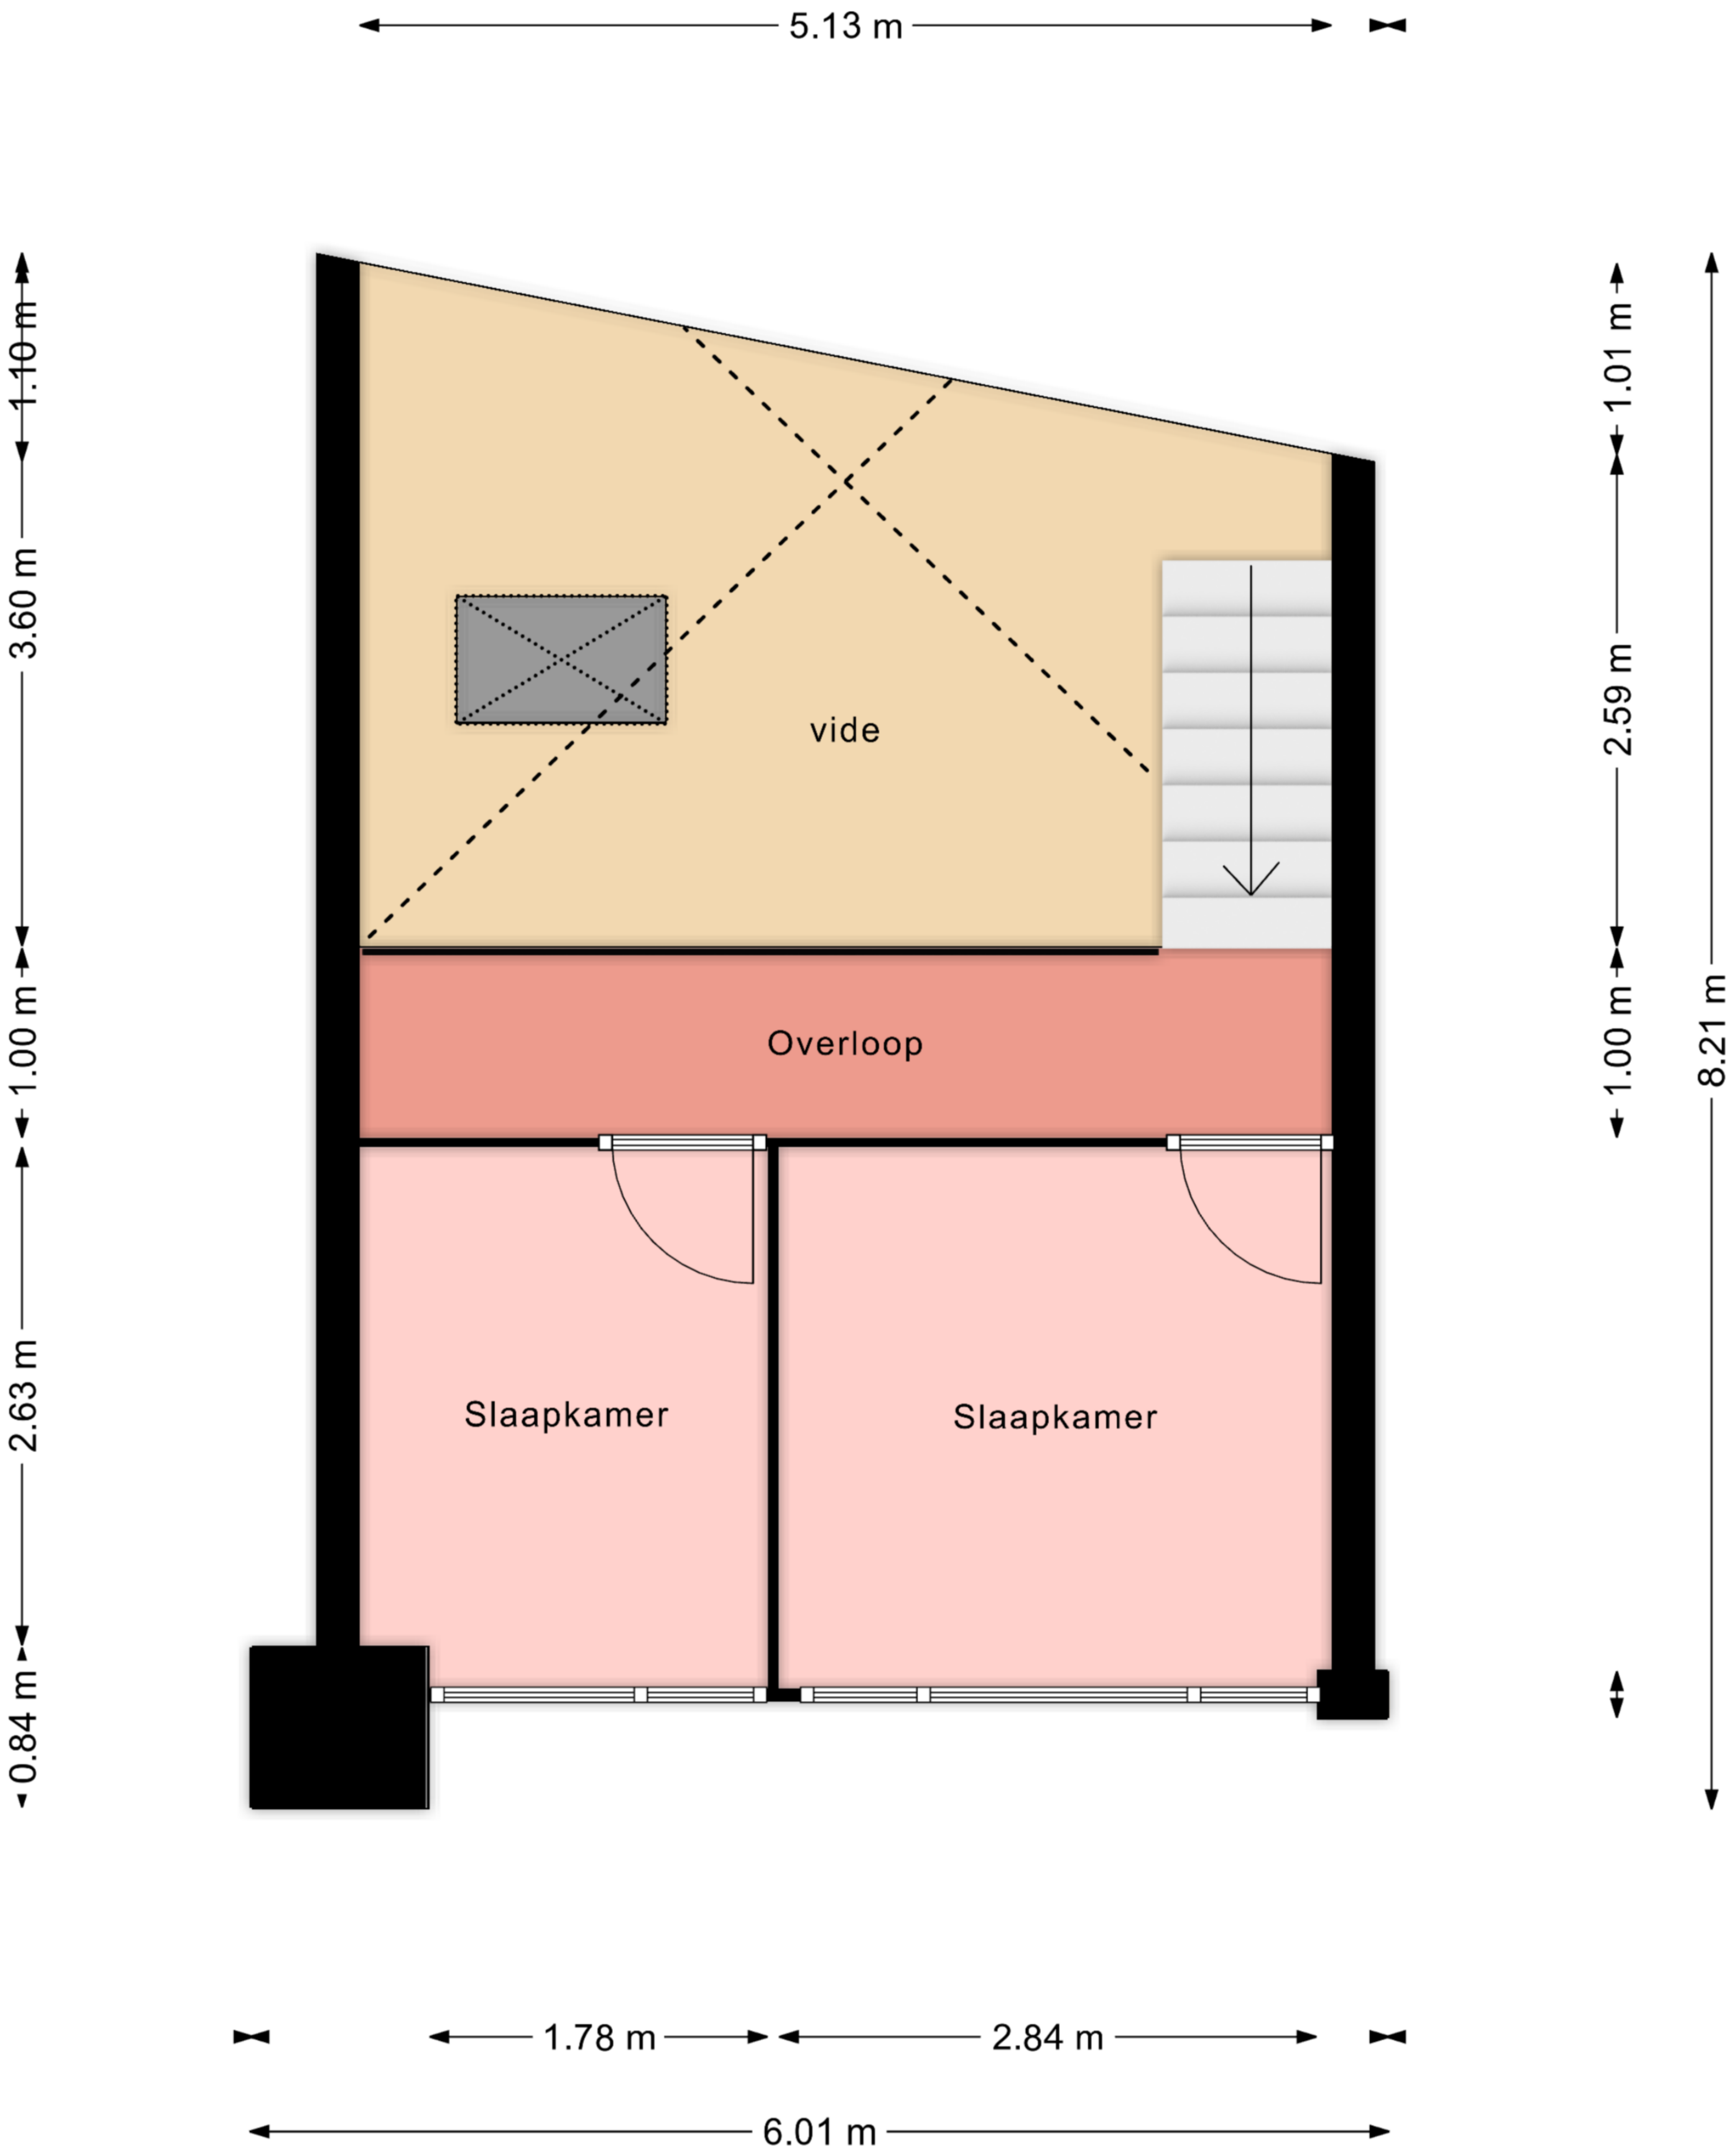 5.13 m
1.10 m
1.01 m
3.60 m
2.59 m
vide
1.00 m
Overloop
1.00 m
8.21 m
2.63 m
Slaapkamer
Slaapkamer
0.84 m
1.78 m
2.84 m
6.01 m